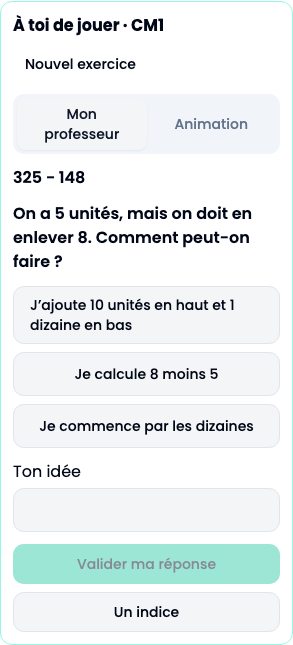 À toi de jouer · CM1
Nouvel exercice
Mon
professeur
Animation
325 - 148
On a 5 unités, mais on doit en
enlever 8. Comment peut-on
faire ?
J’ajoute 10 unités en haut et 1
dizaine en bas
Je calcule 8 moins 5
Je commence par les dizaines
Ton idée
Valider ma réponse
Un indice